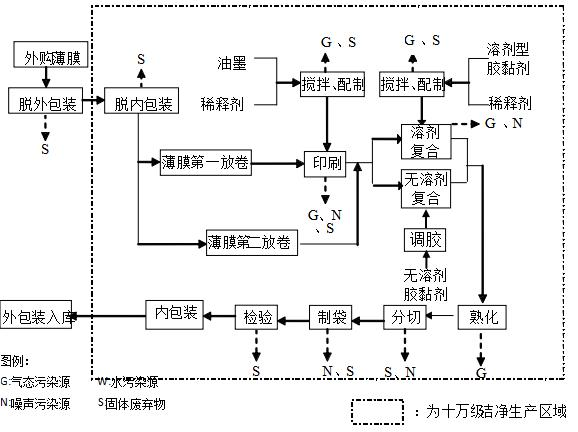 G 、S
G 、S
外购薄膜
S
油墨
溶剂型
胶黏剂
搅拌、配制
搅拌、配制
脱外包装
脱内包装
稀释剂
稀释剂
S
G 、N
溶剂
复合
薄膜第一放卷
印刷
无溶剂
复合
G、N
、S
薄膜第二放卷
调胶
无溶剂
胶黏剂
外包装入库
内包装
检验
制袋
分切
熟化
S
N、S
S、N
G
图例：
G:气态污染源
W:水污染源
N:噪声污染源
S固体废弃物
：为十万级洁净生产区域